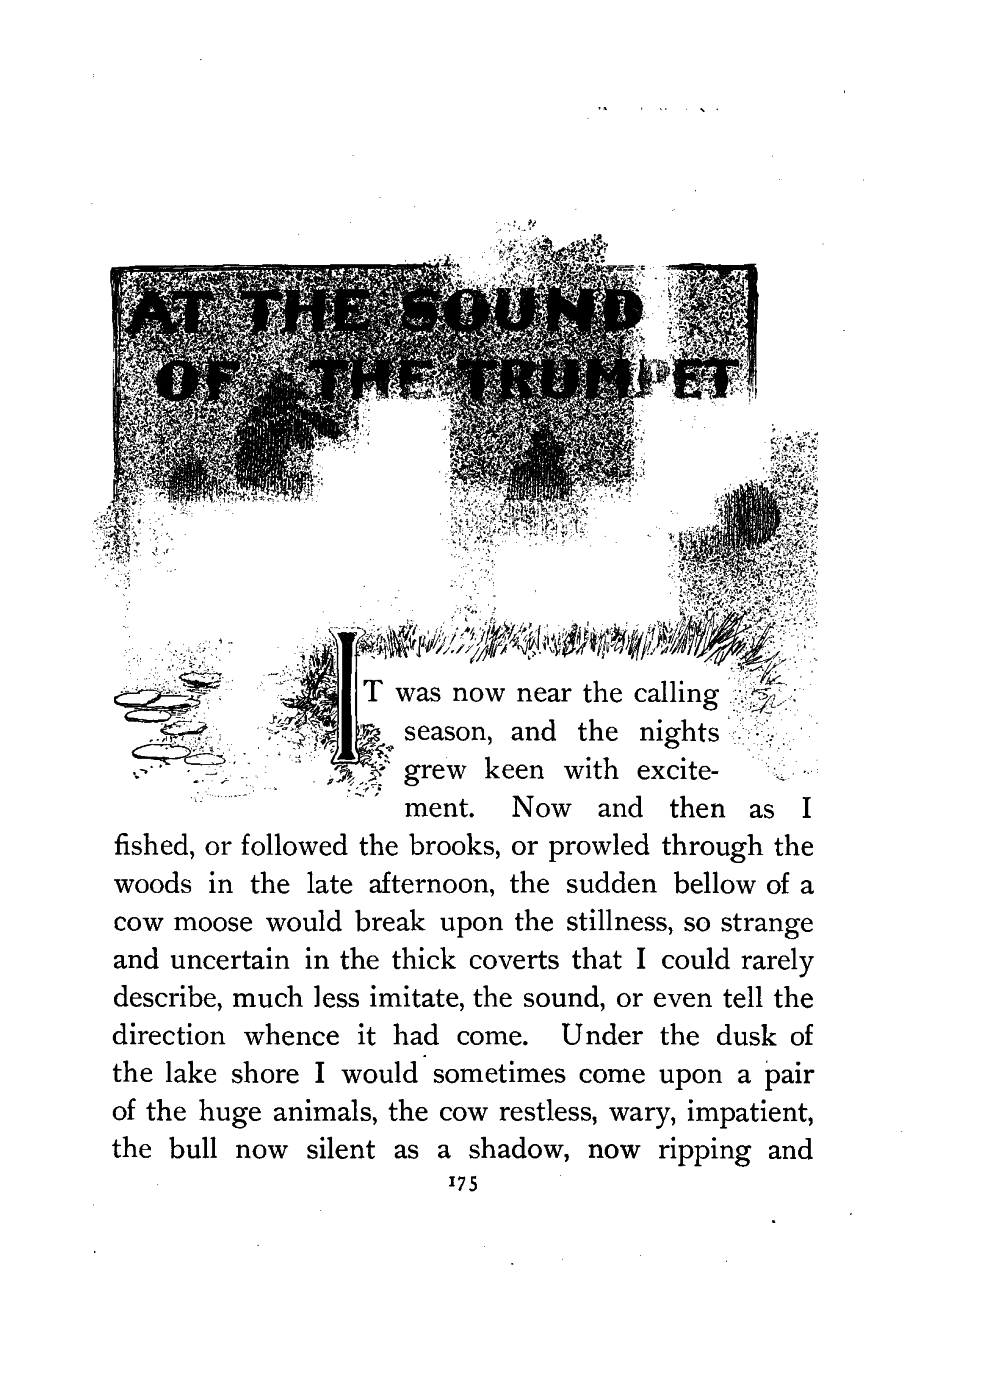 AT THE SOUND
OF THE TRUMPET
IT was now near the calling
season, and the nights
grew keen with excite-
ment. Now and then as I
fished, or followed the brooks, or prowled through the
woods in the late afternoon, the sudden bellow of a
cow moose would break upon the stillness, so strange
and uncertain in the thick coverts that I could rarely
describe, much less imitate, the sound, or even tell the
direction whence it had come. Under the dusk of
the lake shore I would sometimes come upon a pair
of the huge animals, the cow restless, wary, impatient,
the bull now silent as a shadow, now ripping and
175